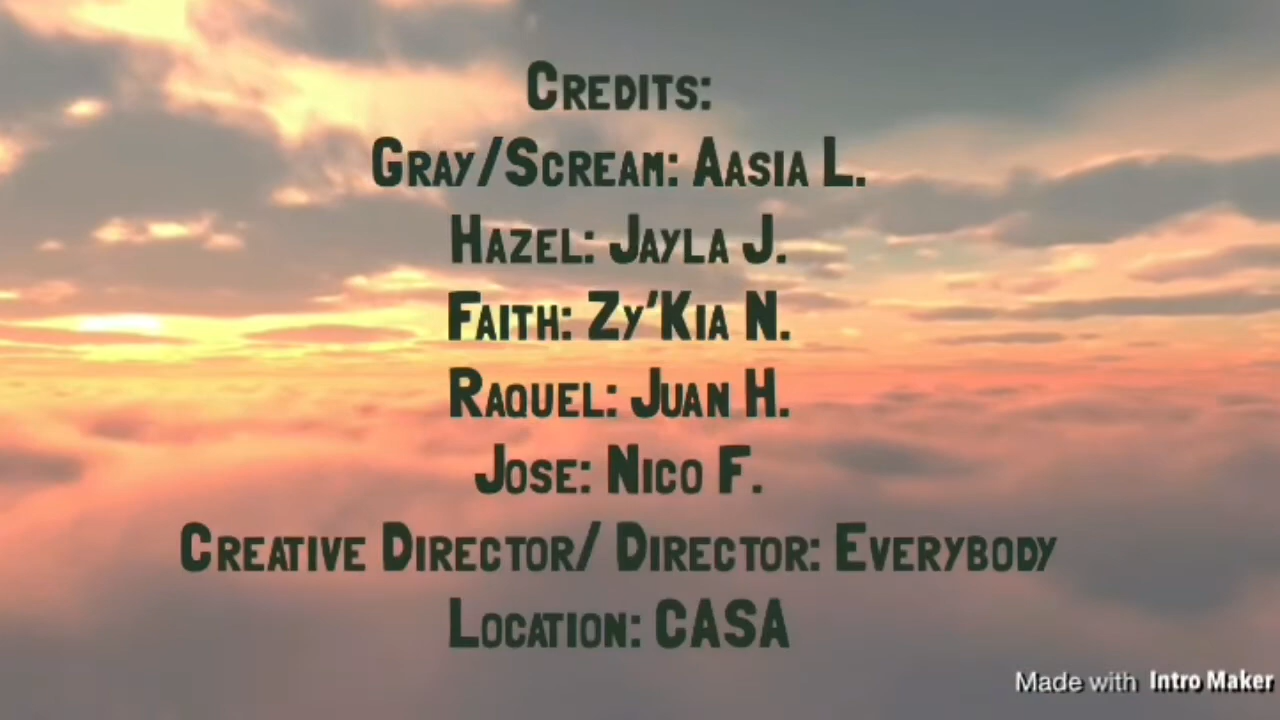 Credits:
Gray/Scream: Aasia L.
Hazel: Jayla J.
Faith: Zy'Kia N.
Raquel: Juan H.
Jose: Nico F.
Creative Director/ Director: Everybody
Location: CASA
Made with Intro Maker